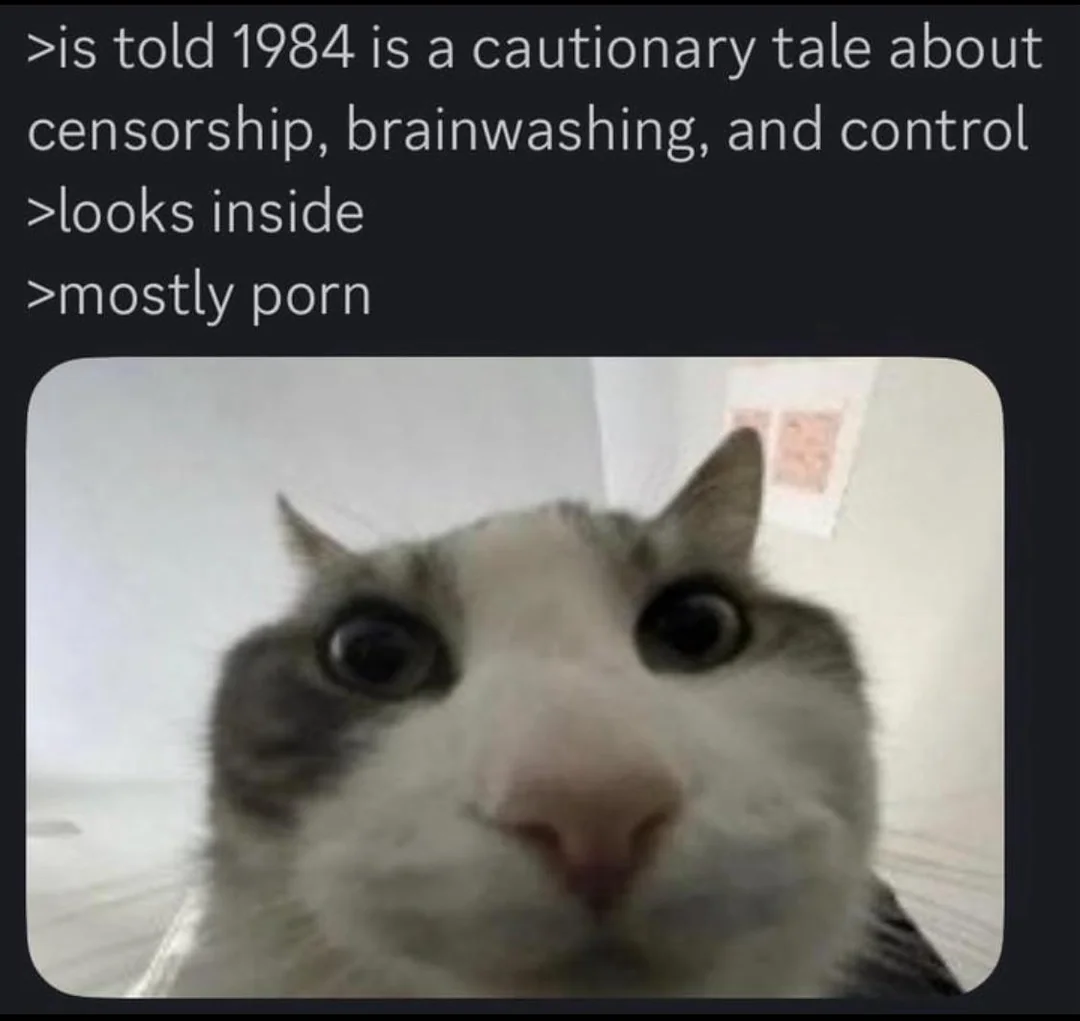 >is told 1984 is a cautionary tale about
censorship, brainwashing, and control
>looks inside
>mostly porn